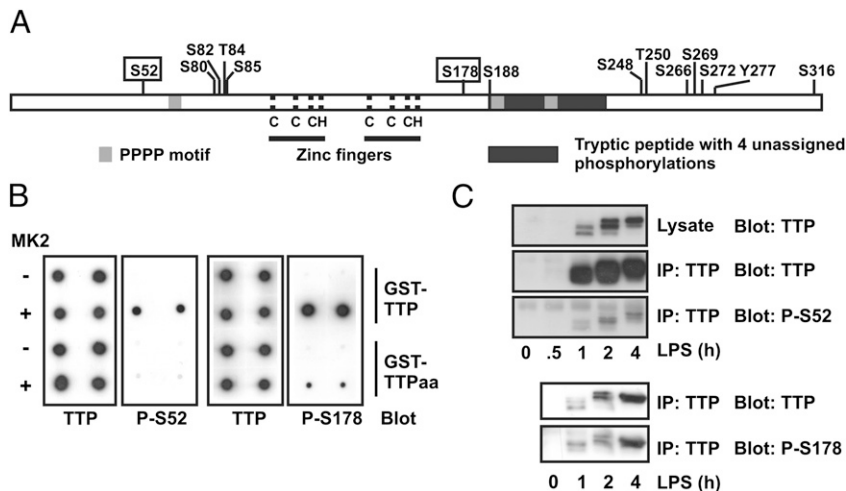 A
S52
S82 T84
S80
S85
S178
S188
S248
T250
S266
S269
S272
Y277
S316
C C CH C C CH
PPPP motif
Zinc fingers
Tryptic peptide with 4 unassigned
phosphorylations
B
MK2
-
+
-
+
GST-
TTP
GST-
TTPaa
TTP P-S52 TTP P-S178 Blot
C
Lysate Blot: TTP
IP: TTP Blot: TTP
IP: TTP Blot: P-S52
0 .5 1 2 4 LPS (h)
IP: TTP Blot: TTP
IP: TTP Blot: P-S178
0 1 2 4 LPS (h)